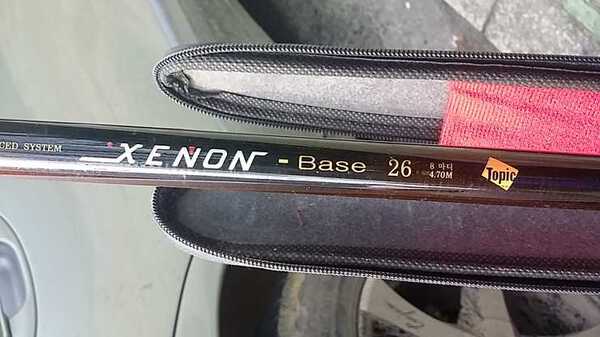 CED SYSTEM
XENON - Base 26
8 마디
4.70M
Topic